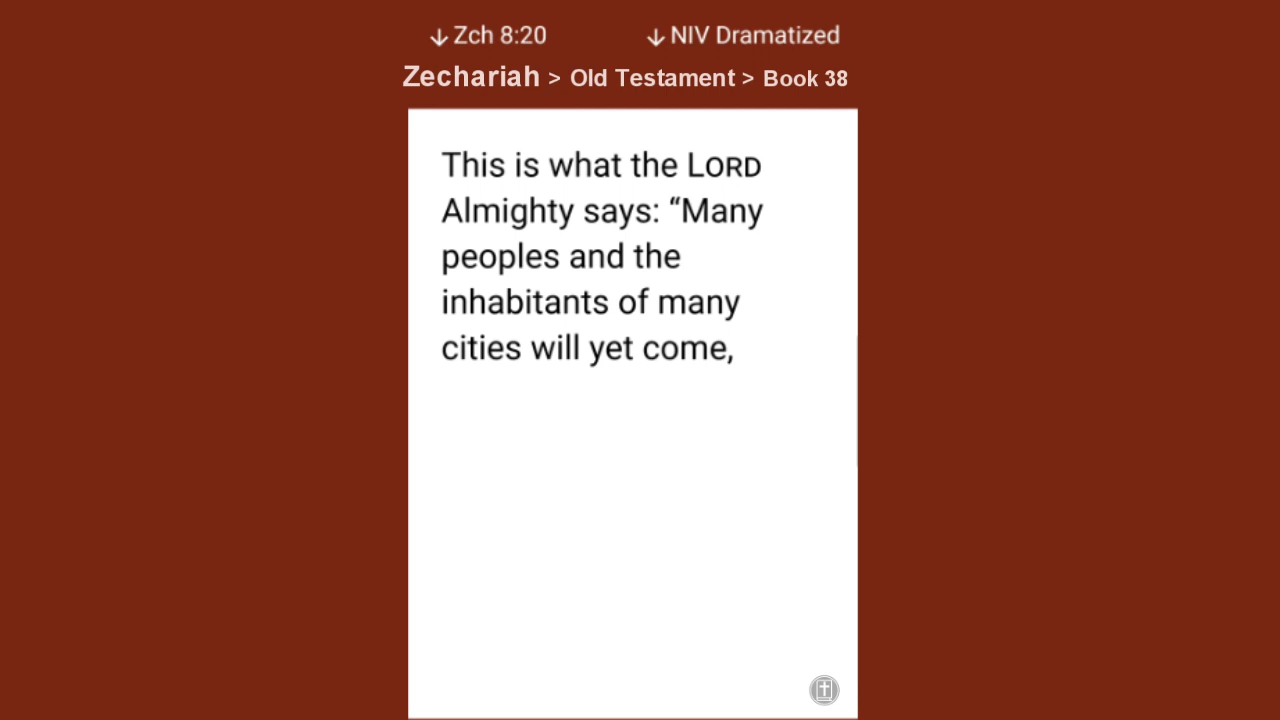 ↓ Zch 8:20 ↓ NIV Dramatized
Zechariah > Old Testament > Book 38
This is what the LORD
Almighty says: “Many
peoples and the
inhabitants of many
cities will yet come,